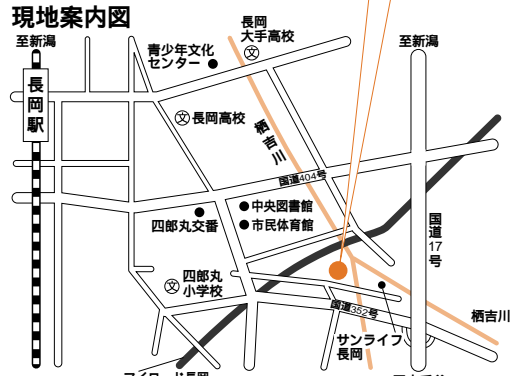 現地案内図
至新潟
長岡駅
青少年文化
センター
長岡
大手高校
文
至新潟
文 長岡高校
栖吉川
国道404号
中央図書館
市民体育館
四郎丸交番
国道17号
文
四郎丸
小学校
国道352号
栖吉川
サンライフ
長岡